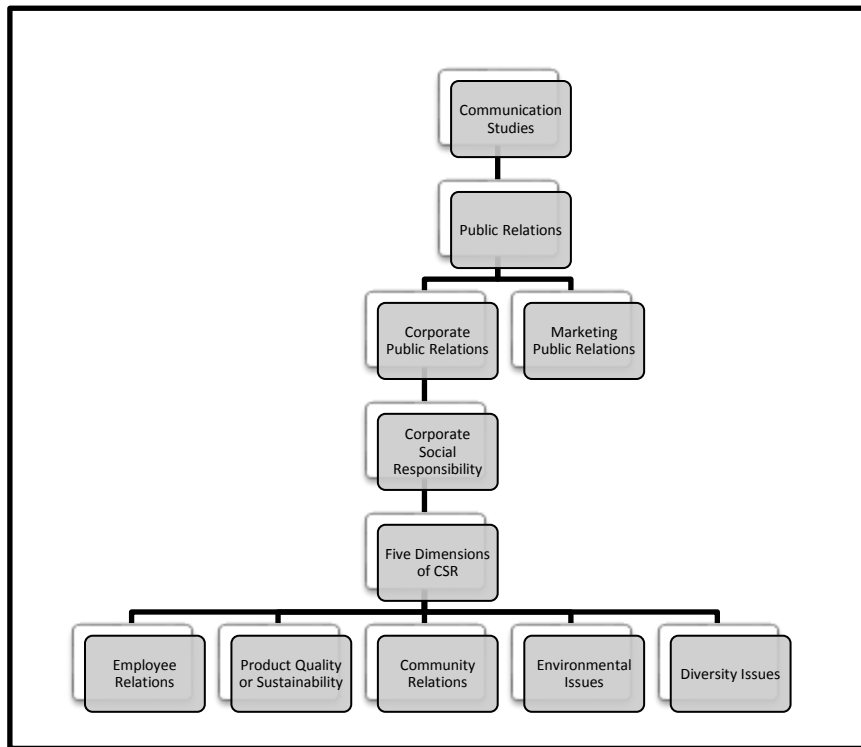 Communication
Studies
Public Relations
Corporate
Public Relations
Marketing
Public Relations
Corporate
Social
Responsibility
Five Dimensions
of CSR
Employee
Relations
Product Quality
or Sustainability
Community
Relations
Environmental
Issues
Diversity Issues